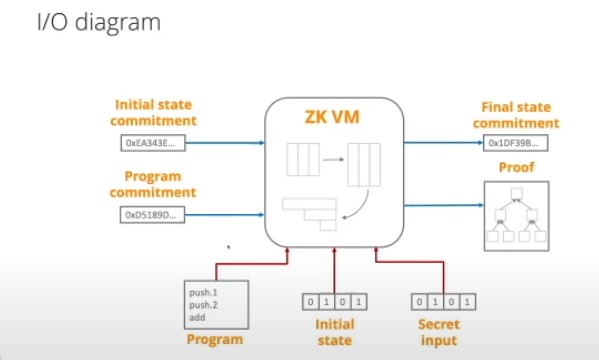 I/O diagram
Initial state
commitment
0xEA343E...
Program
commitment
0xD5189D...
ZK VM
Final state
commitment
0x1DF39B...
Proof
push.1
push.2
add
Program
0 1 0 1
Initial
state
0 1 0 1
Secret
input